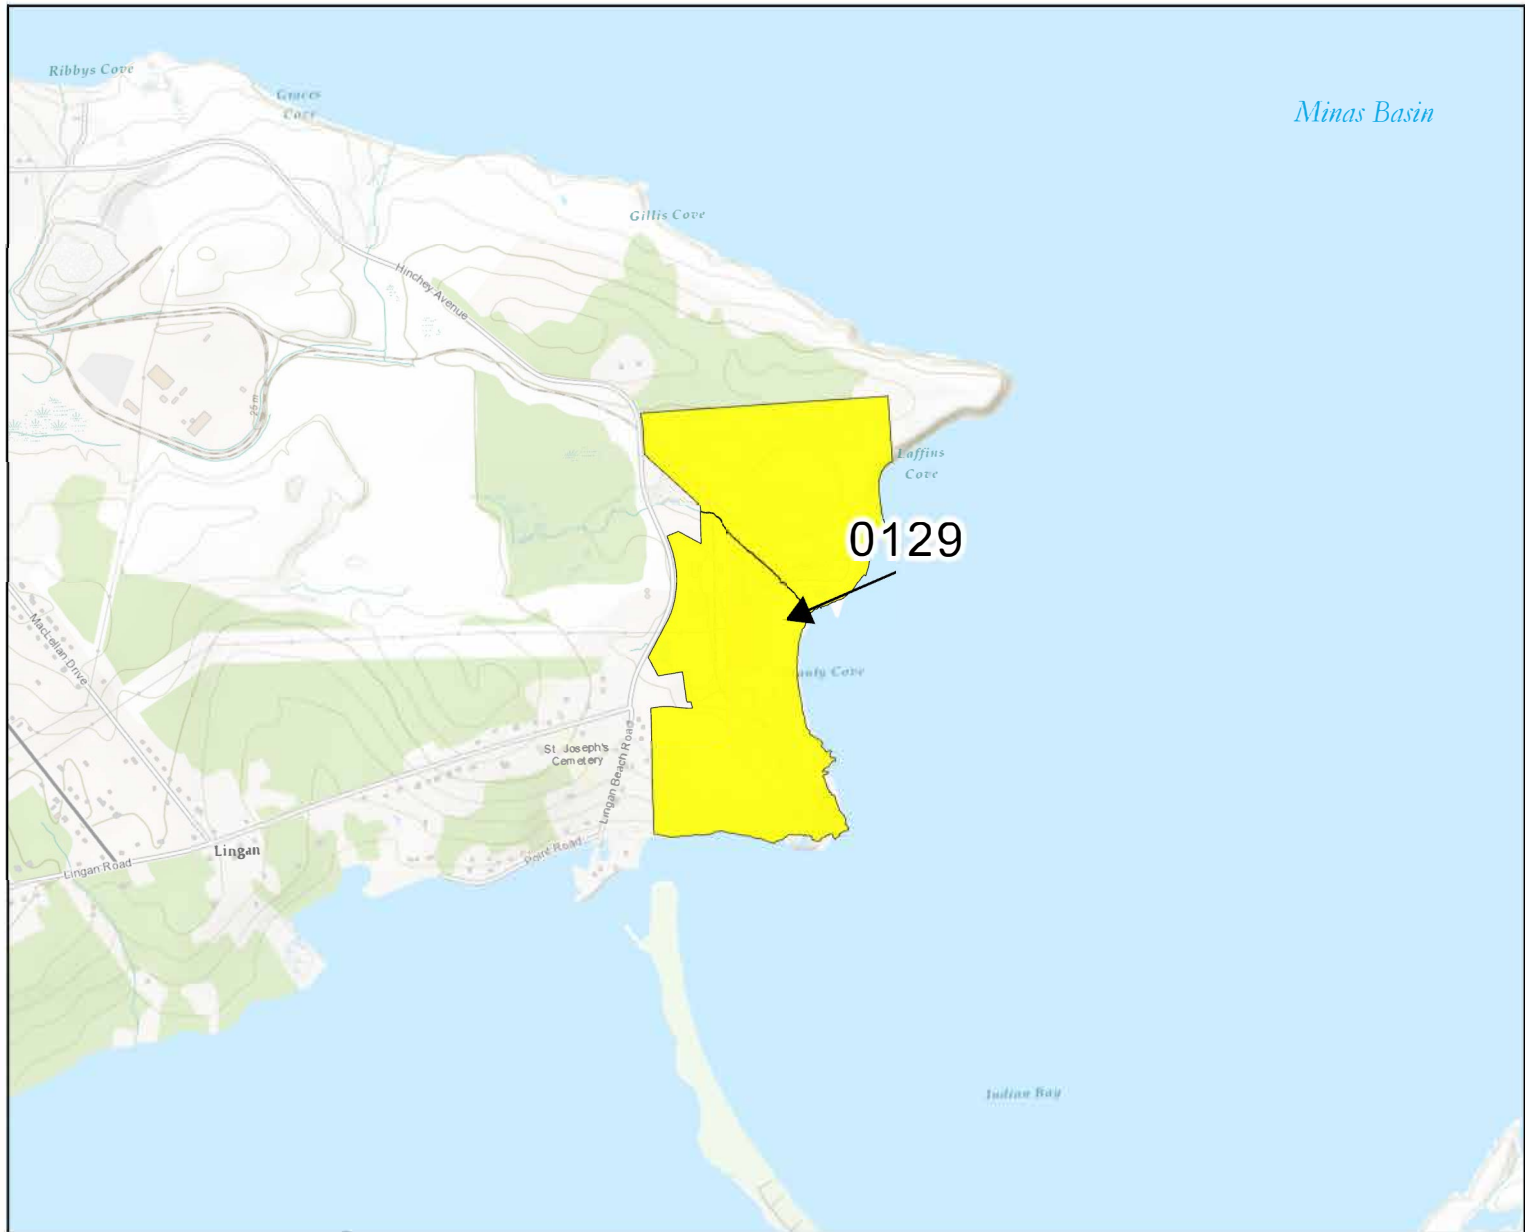 Ribbys Cove
Graces
Cove
Minas Basin
Gillis Cove
Hinchey Avenue
25 m
Laffins
Cove
0129
MacLellan Drive
Cove
St Joseph's
Cemetery
Lingan Beach Road
Point Road
Lingan
Lingan Road
Indian Bay